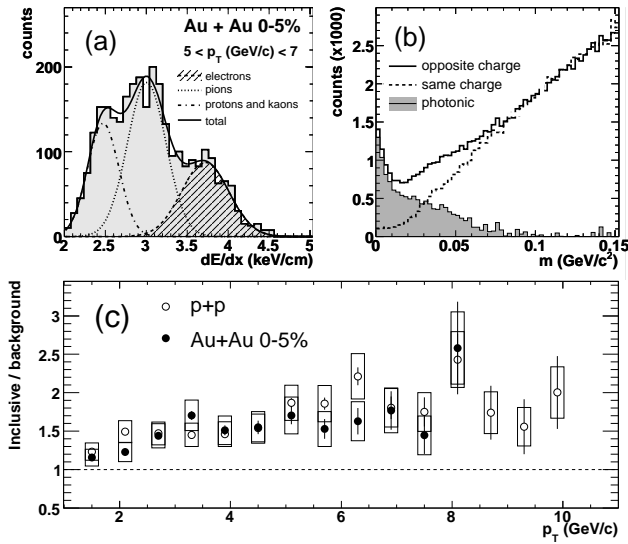 (a)
Au + Au 0-5%
5 < p_T (GeV/c) < 7
electrons
pions
protons and kaons
total
counts
200
100
0
2 2.5 3 3.5 4 4.5 5
dE/dx (keV/cm)
(b)
opposite charge
same charge
photonic
counts (x1000)
2.5
2
1.5
1
0.5
0
0 0.05 0.1 0.15
m (GeV/c²)
(c)
p+p
Au+Au 0-5%
Inclusive / background
3
2.5
2
1.5
1
0.5
2 4 6 8 10
p_T (GeV/c)